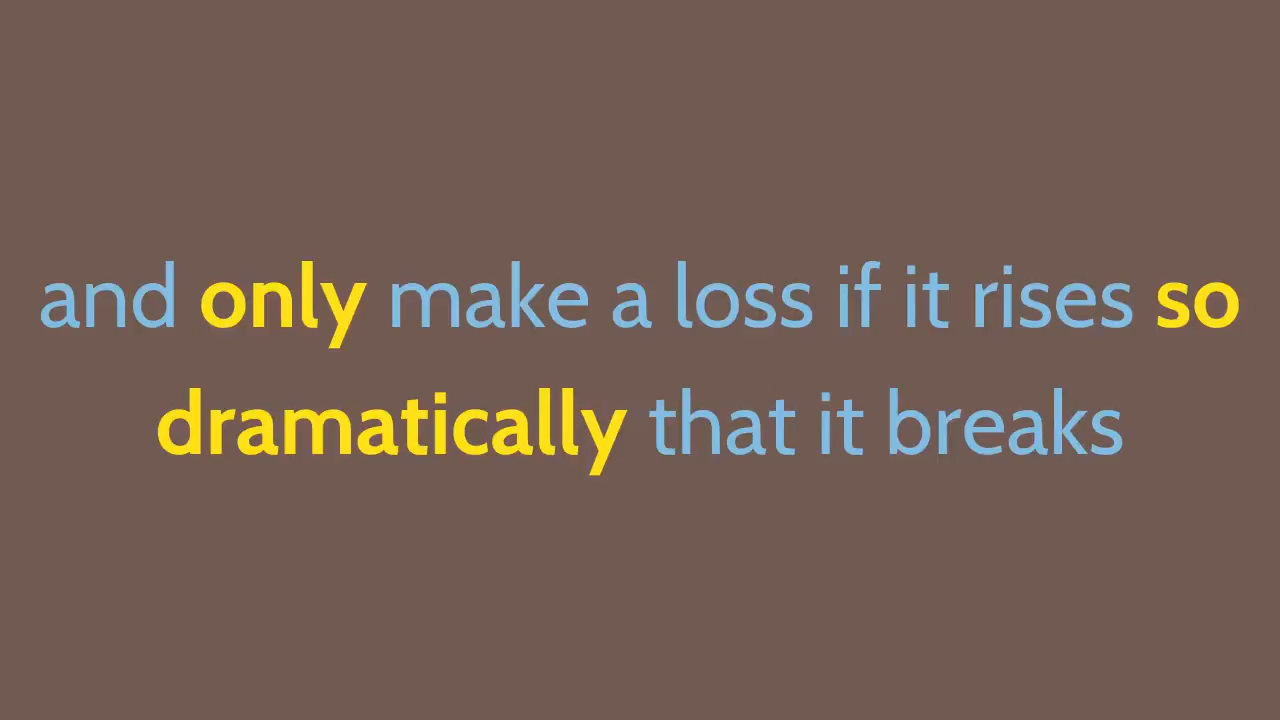 and only make a loss if it rises so
dramatically that it breaks